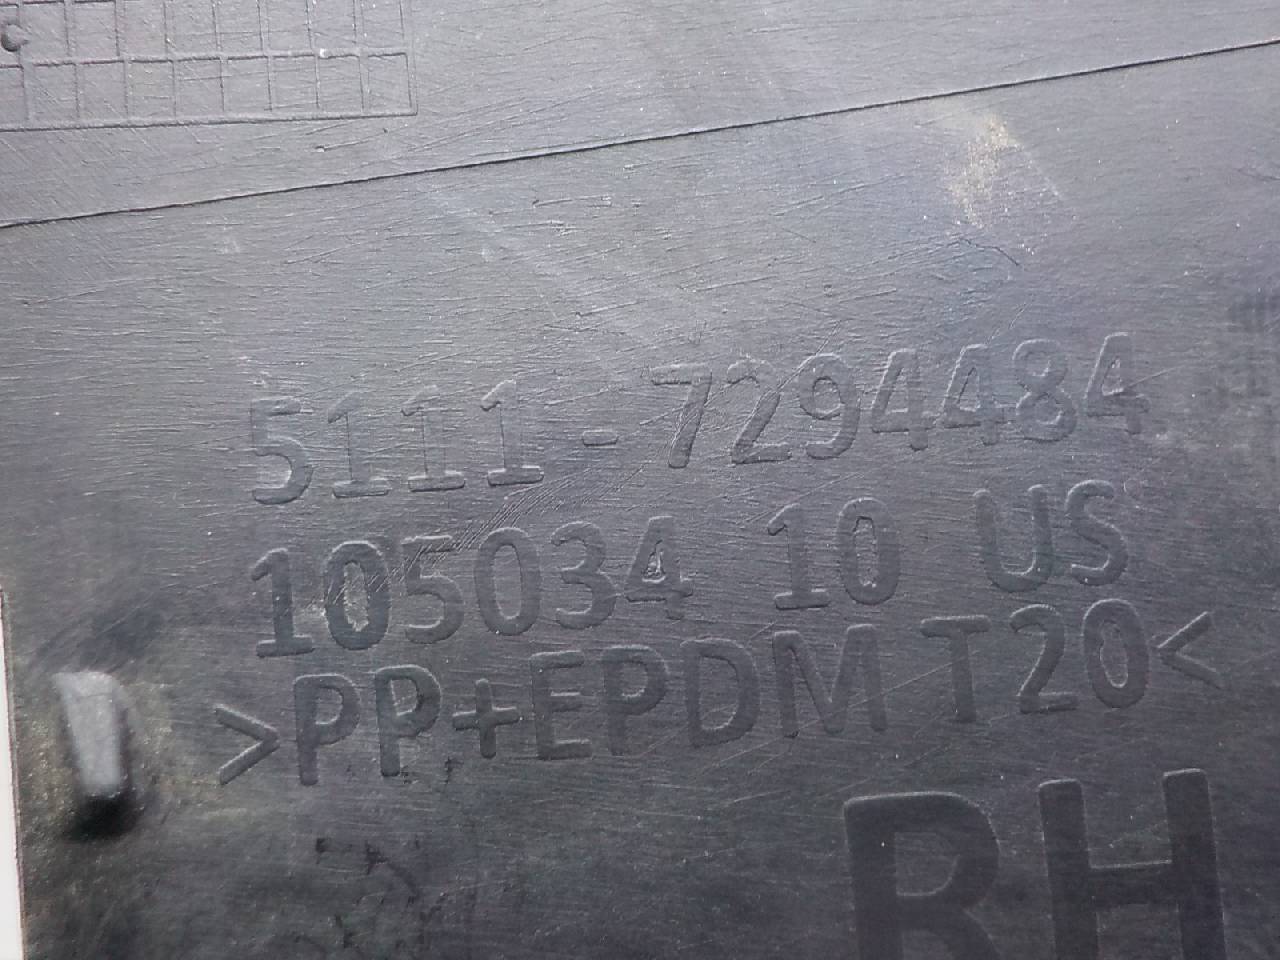 5111-7294484
105034 10 US
>PP+EPDM T20<
RH